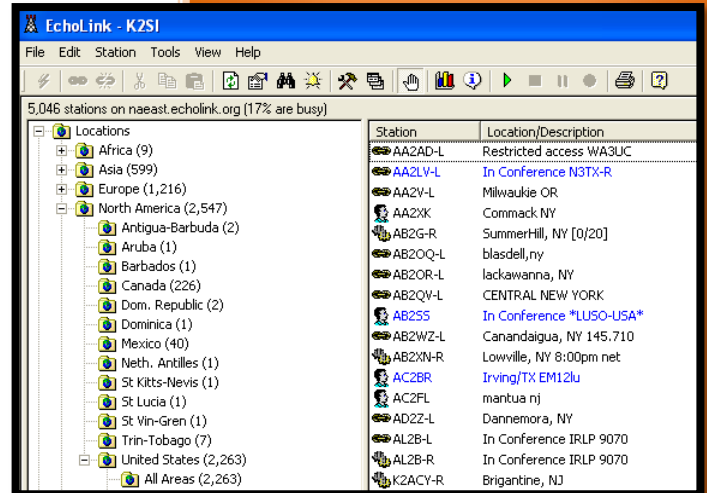 EchoLink - K2SI
File Edit Station Tools View Help
5,046 stations on naeast.echolink.org (17% are busy)
Locations
Africa (9)
Asia (599)
Europe (1,216)
North America (2,547)
Antigua-Barbuda (2)
Aruba (1)
Barbados (1)
Canada (226)
Dom. Republic (2)
Dominica (1)
Mexico (40)
Neth. Antilles (1)
St Kitts-Nevis (1)
St Lucia (1)
St Vin-Gren (1)
Trin-Tobago (7)
United States (2,263)
All Areas (2,263)
Station Location/Description
AA2AD-L Restricted access WA3UC
AA2LV-L In Conference N3TX-R
AA2V-L Milwaukie OR
AA2XK Commack NY
AB2G-R SummerHill, NY [0/20]
AB2OQ-L blasdell,ny
AB2OR-L lackawanna, NY
AB2QV-L CENTRAL NEW YORK
AB2SS In Conference *LUSO-USA*
AB2WZ-L Canandaigua, NY 145.710
AB2XN-R Lowville, NY 8:00pm net
AC2BR Irving/TX EM12lu
AC2FL mantua nj
AD2Z-L Dannemora, NY
AL2B-L In Conference IRLP 9070
AL2B-R In Conference IRLP 9070
K2ACY-R Brigantine, NJ